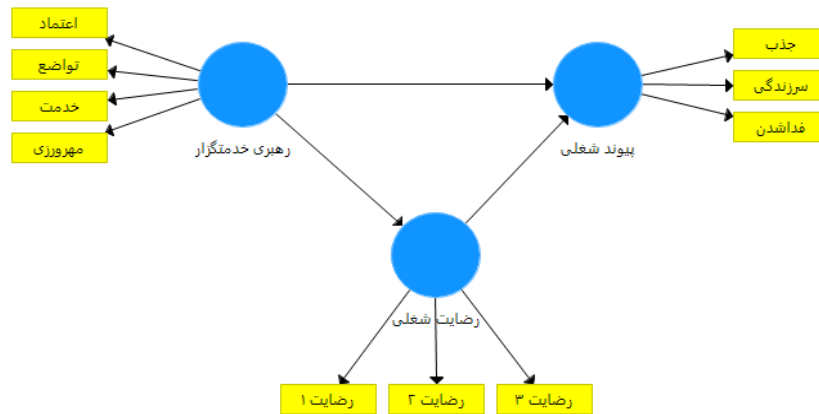 اعتماد
تواضع
خدمت
مهرورزی
رهبری خدمتگزار
جذب
سرزندگی
فداشدن
پیوند شغلی
رضایت شغلی
رضایت ۱
رضایت ۲
رضایت ۳